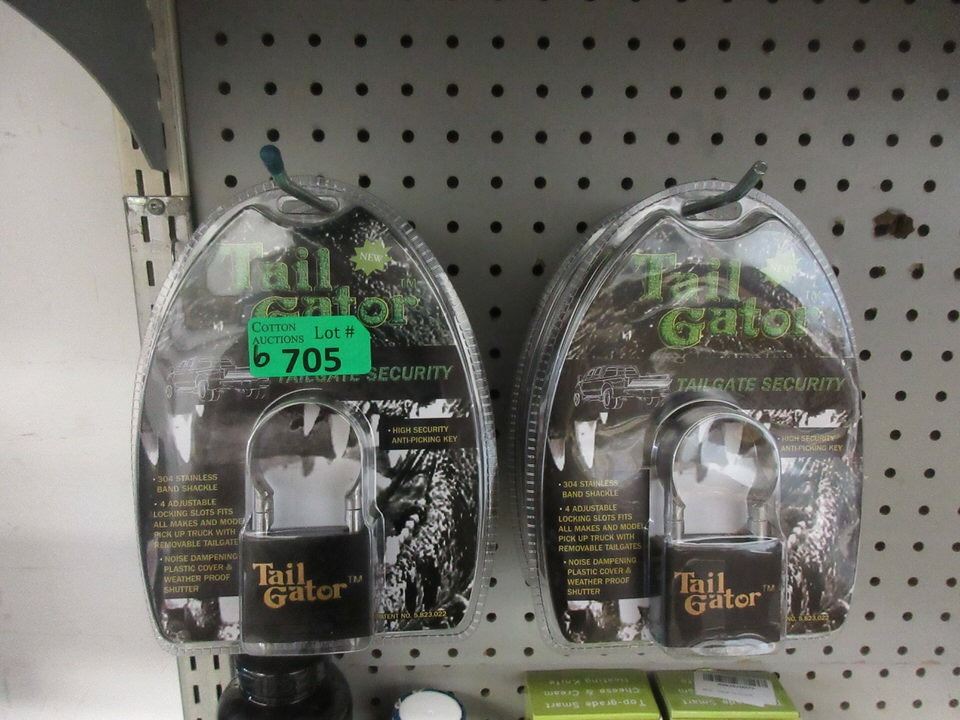 Tail
NEW
Gator
TM
COTTON
AUCTIONS
Lot #
6 705
TAILGATE SECURITY
• HIGH SECURITY
ANTI-PICKING KEY
• 304 STAINLESS
BAND SHACKLE
• 4 ADJUSTABLE
LOCKING SLOTS FITS
ALL MAKES AND MODEL
PICK UP TRUCK WITH
REMOVABLE TAILGATE
• NOISE DAMPENING
PLASTIC COVER &
WEATHER PROOF
SHUTTER
Tail
Gator TM
PATENT NO. 5,823,022
Tail
Gator
TAILGATE SECURITY
• HIGH SECURITY
ANTI-PICKING KEY
• 304 STAINLESS
BAND SHACKLE
• 4 ADJUSTABLE
LOCKING SLOTS FITS
ALL MAKES AND MODEL
PICK UP TRUCK WITH
REMOVABLE TAILGATES
• NOISE DAMPENING
PLASTIC COVER &
WEATHER PROOF
SHUTTER
Tail
Gator TM
NO. 5,823,022
Top-grade Smart
Cheese & Cream
Heating Knife